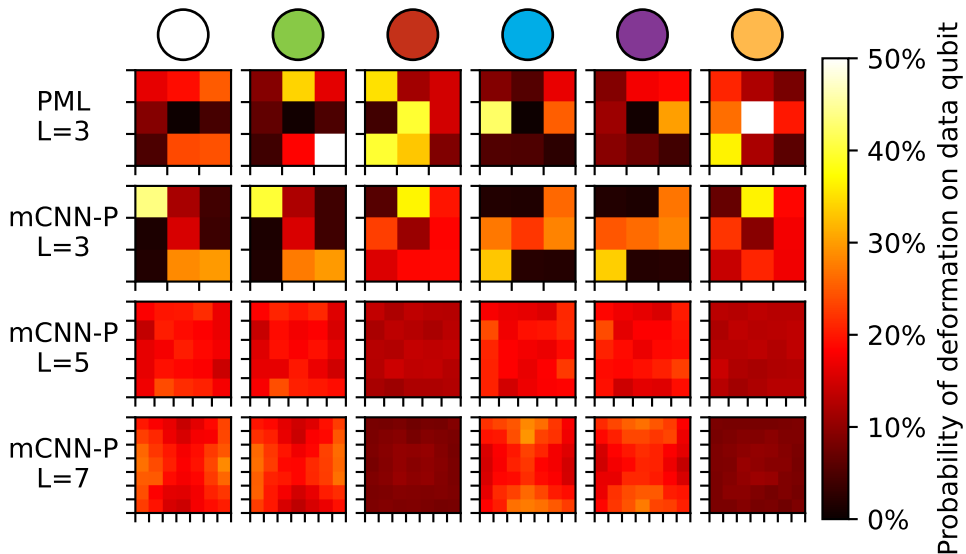 PML
L=3
mCNN-P
L=3
mCNN-P
L=5
mCNN-P
L=7
50%
40%
30%
20%
10%
0%
Probability of deformation on data qubit